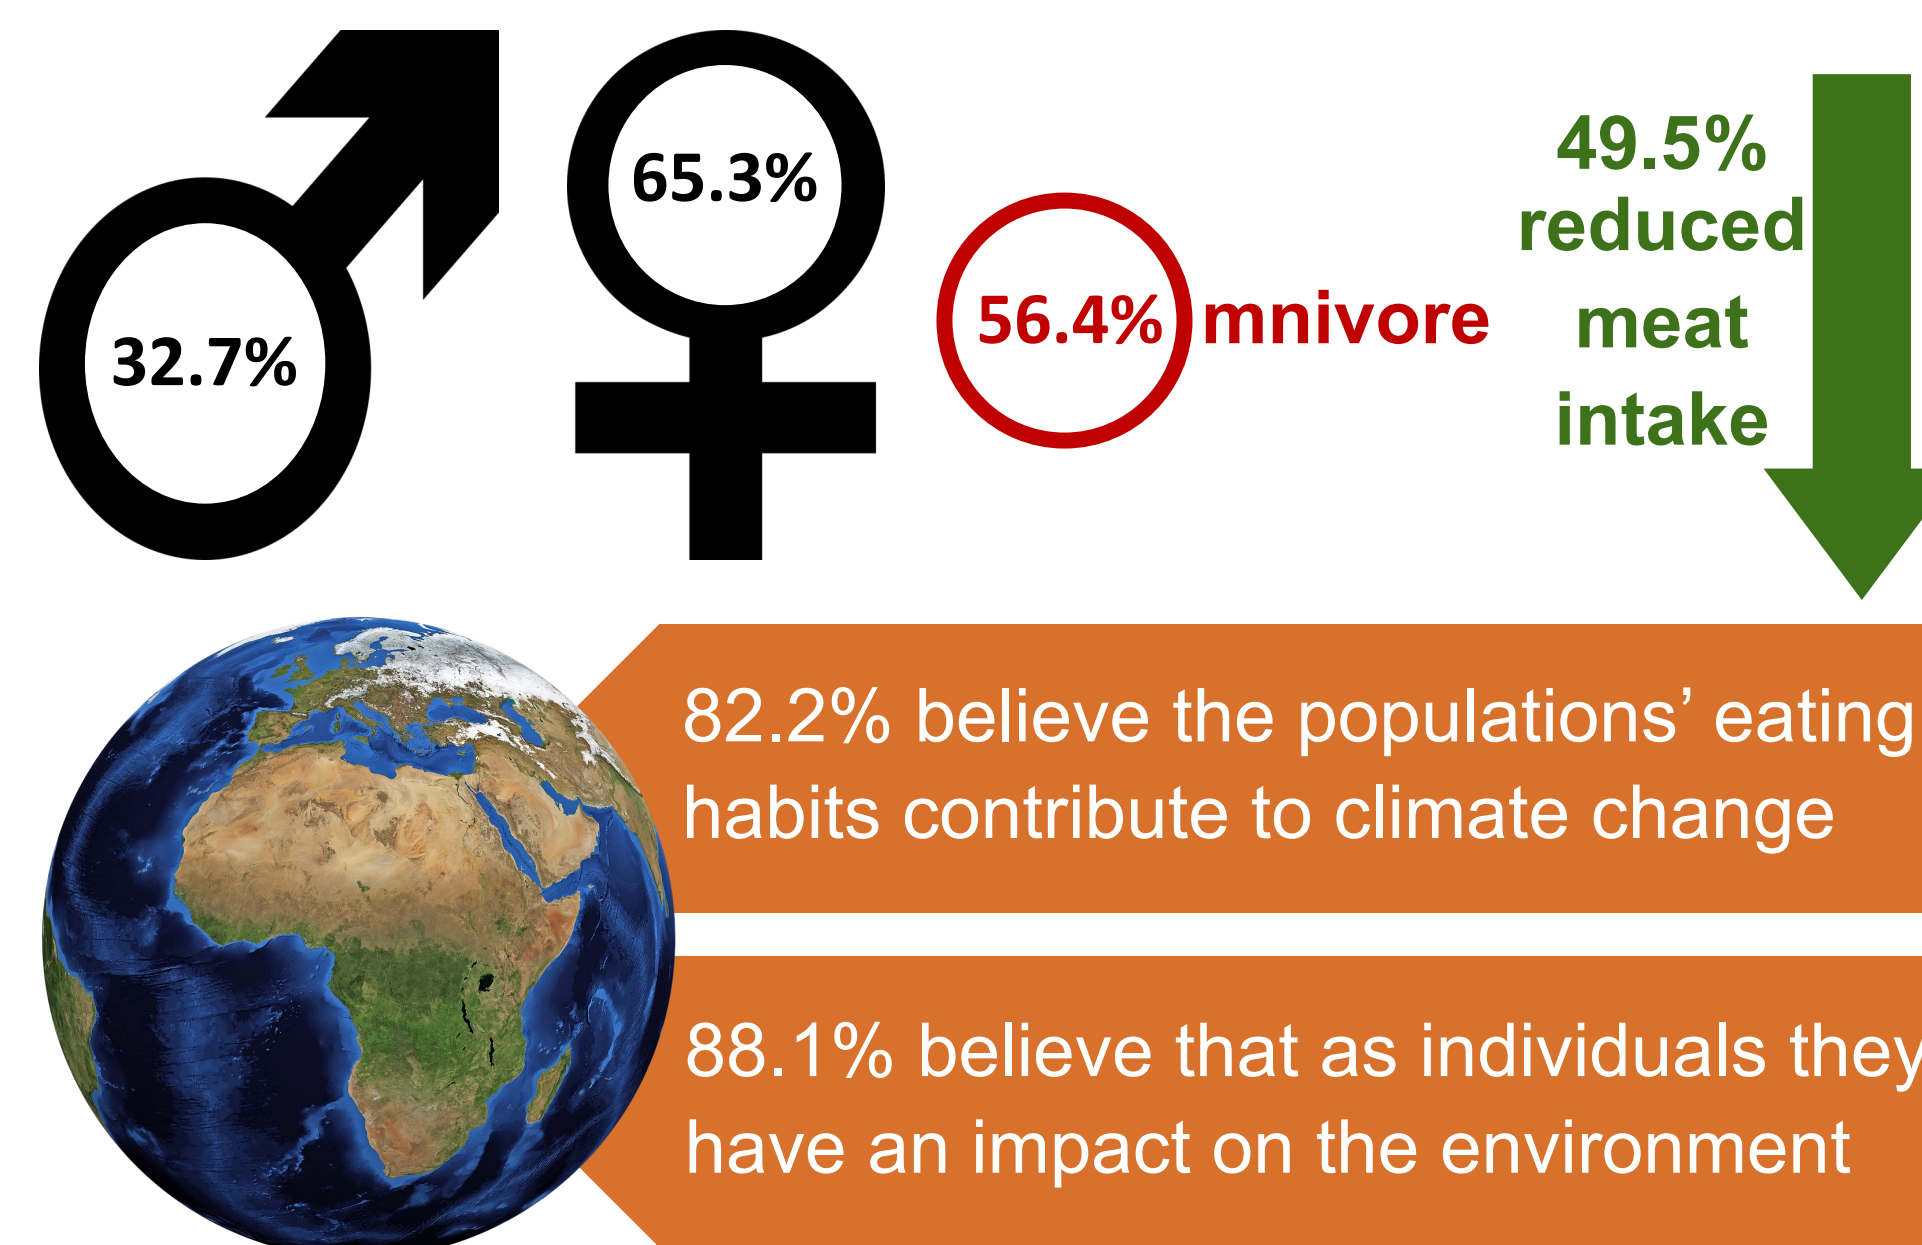 32.7%
65.3%
56.4% mnivore
49.5%
reduced
meat
intake
82.2% believe the populations’ eating
habits contribute to climate change
88.1% believe that as individuals they
have an impact on the environment